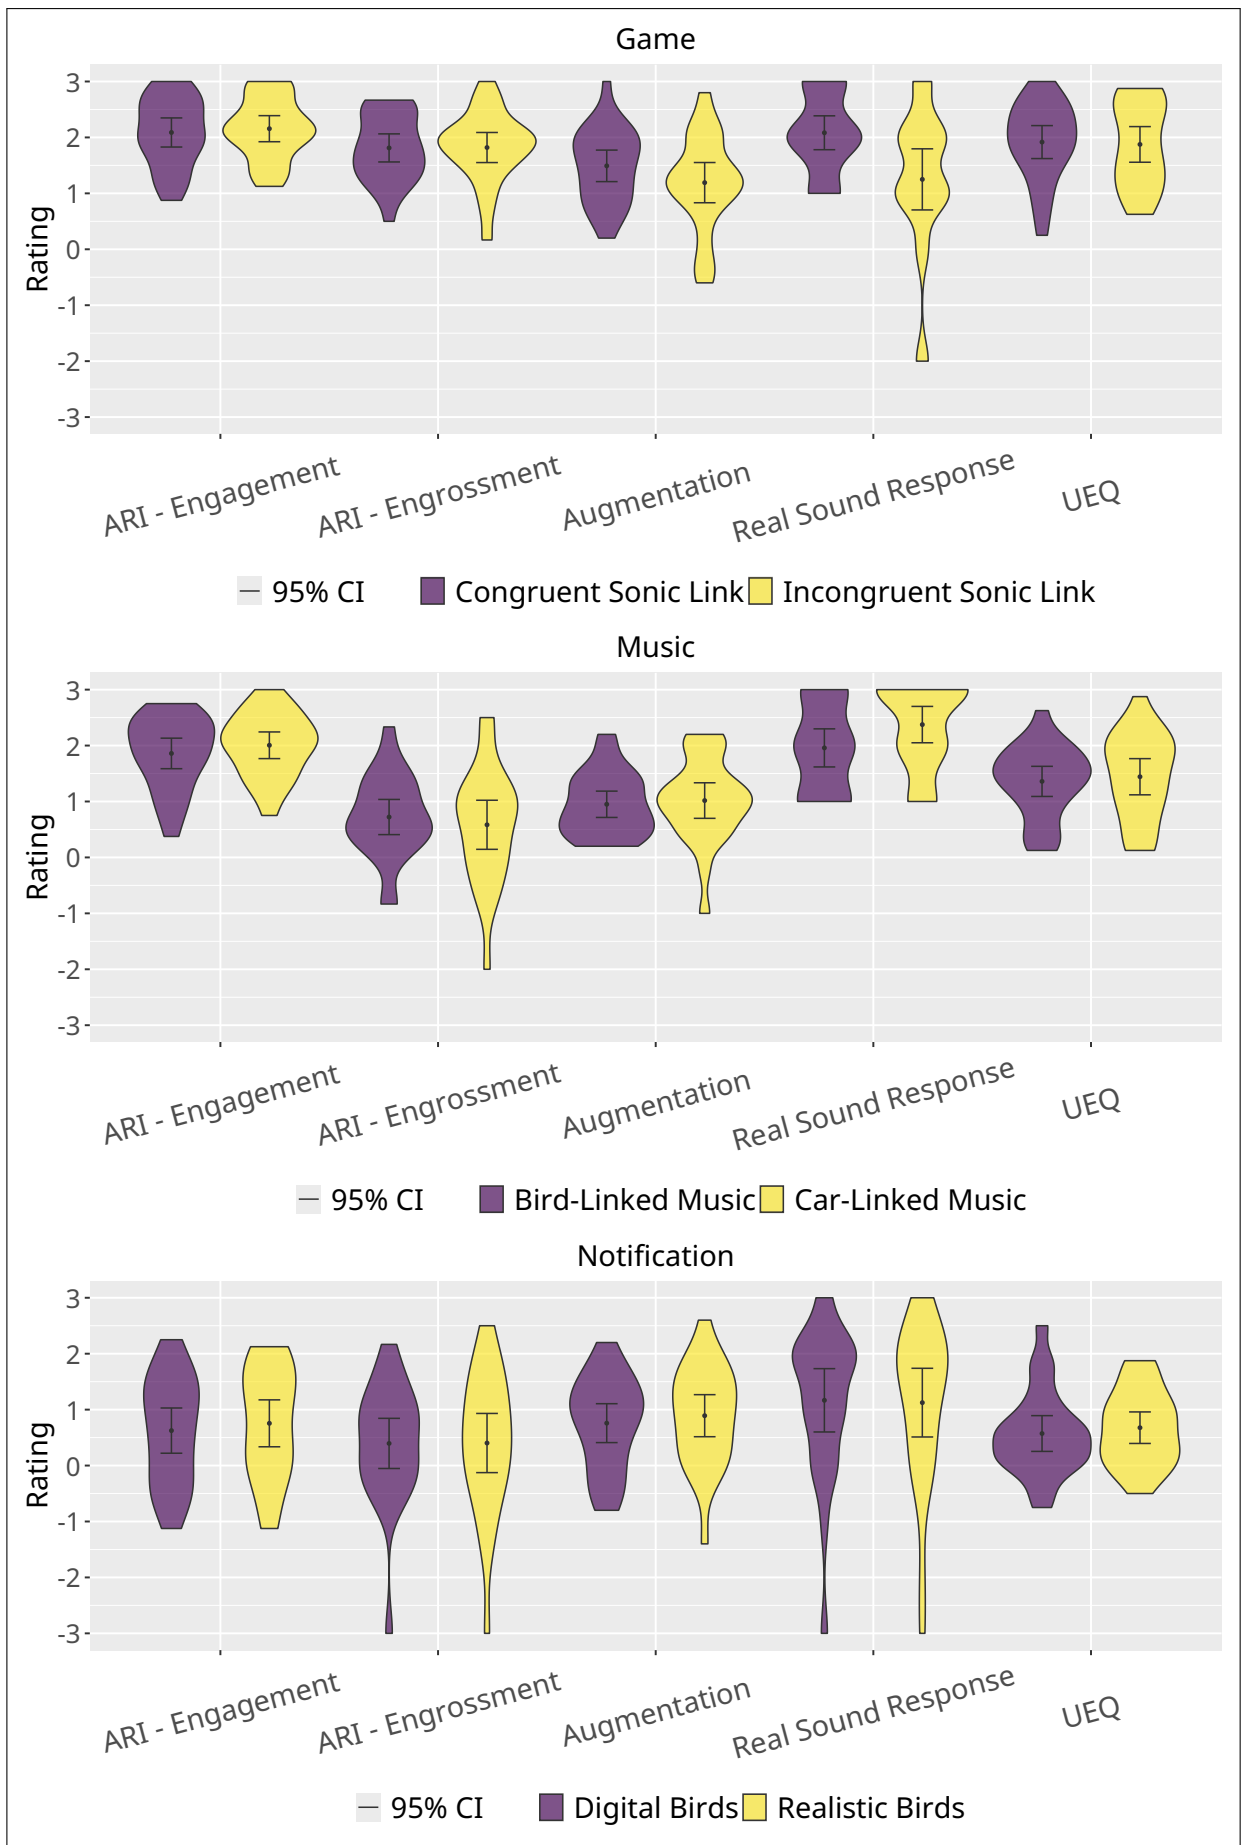 Game
3
2
1
0
-1
-2
-3
Rating
ARI - Engagement
ARI - Engrossment
Augmentation
Real Sound Response
UEQ
95% CI Congruent Sonic Link Incongruent Sonic Link
Music
3
2
1
0
-1
-2
-3
Rating
ARI - Engagement
ARI - Engrossment
Augmentation
Real Sound Response
UEQ
95% CI Bird-Linked Music Car-Linked Music
Notification
3
2
1
0
-1
-2
-3
Rating
ARI - Engagement
ARI - Engrossment
Augmentation
Real Sound Response
UEQ
95% CI Digital Birds Realistic Birds